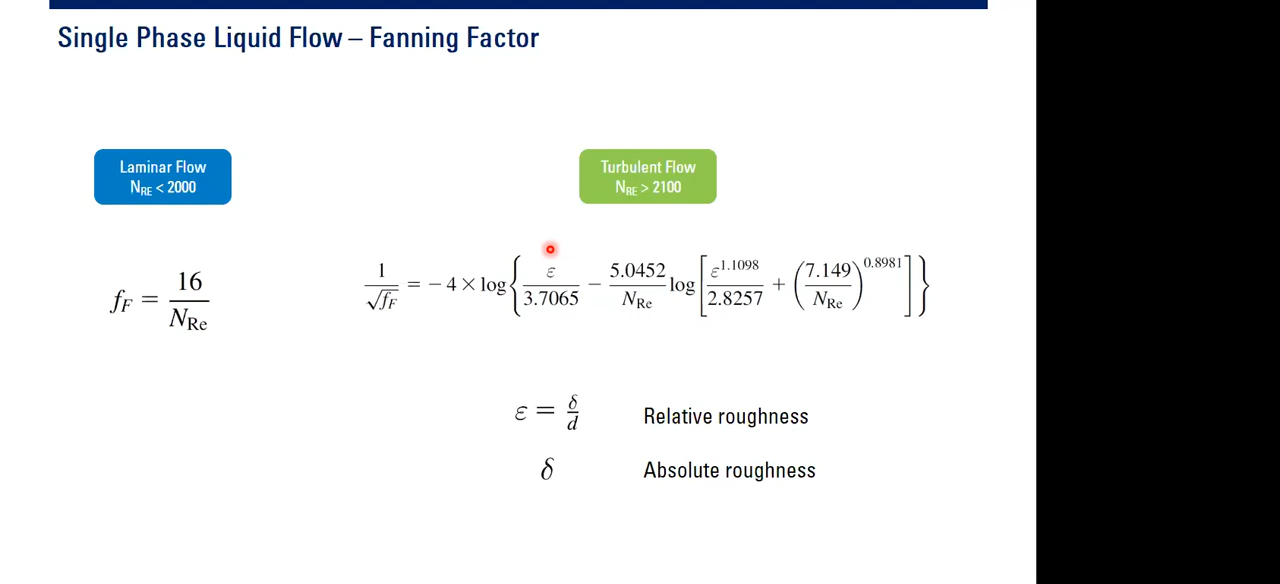 Single Phase Liquid Flow – Fanning Factor
Laminar Flow
N_RE < 2000
Turbulent Flow
N_RE > 2100
f_F = 16 / N_Re
1 / √f_F = − 4 × log { ε / 3.7065 − 5.0452 / N_Re log [ ε^1.1098 / 2.8257 + ( 7.149 / N_Re )^0.8981 ] }
ε = δ / d Relative roughness
δ Absolute roughness